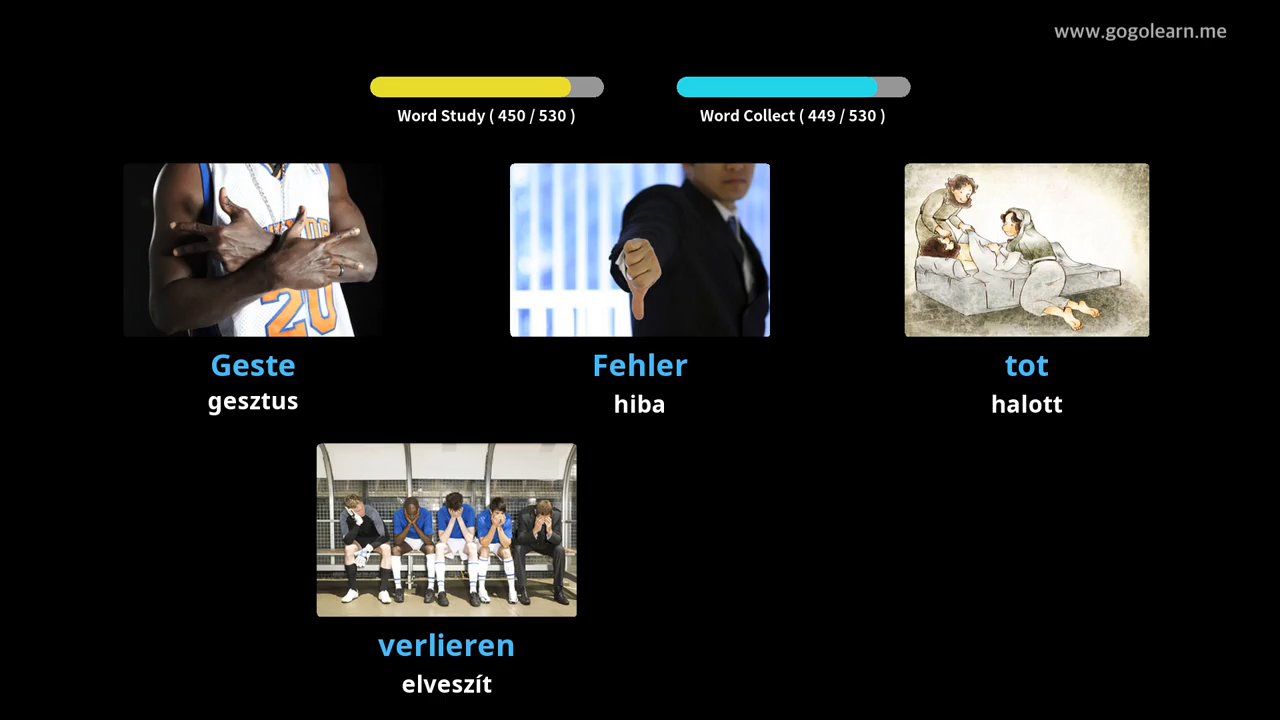 www.gogolearn.me
Word Study ( 450 / 530 )
Word Collect ( 449 / 530 )
20
Geste
gesztus
Fehler
hiba
tot
halott
verlieren
elveszít